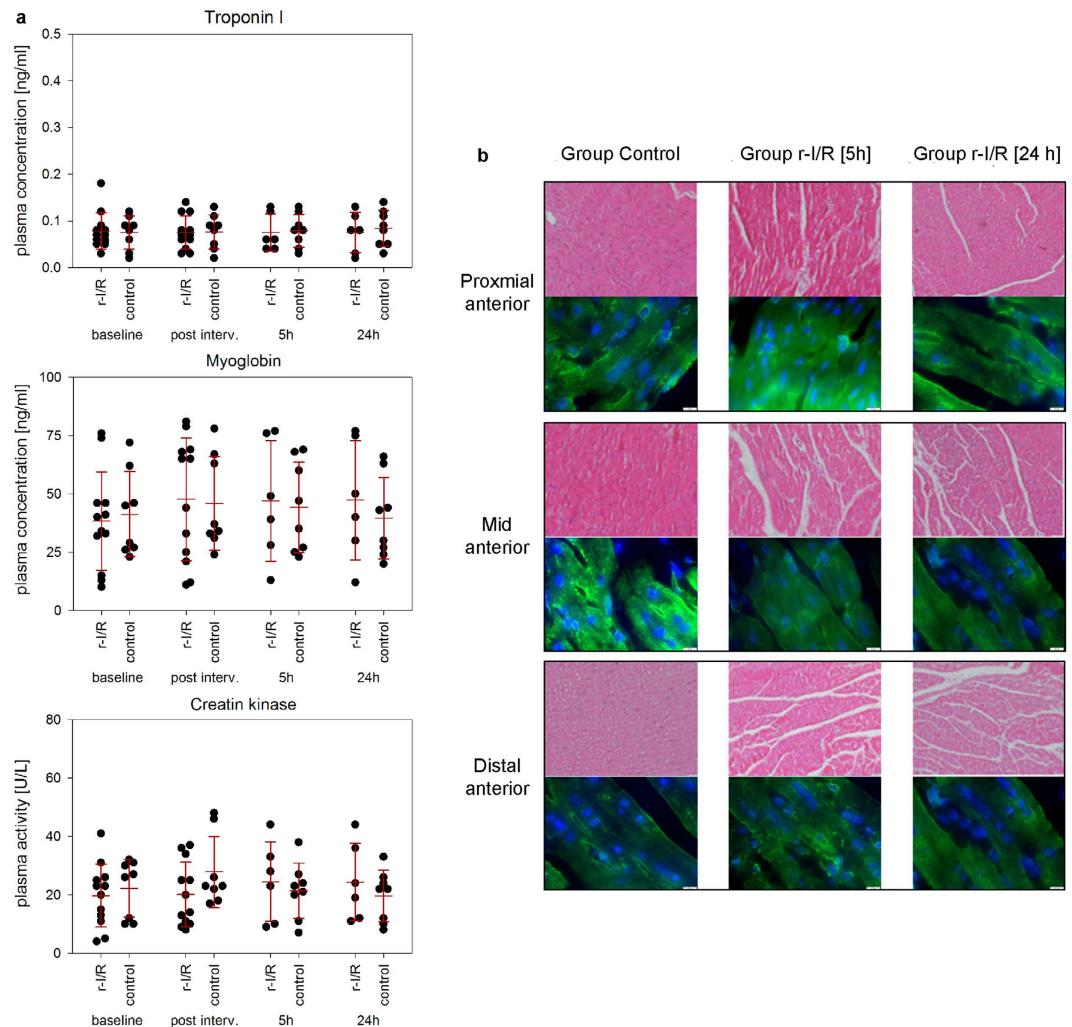 a
Troponin I
plasma concentration [ng/ml]
0.5
0.4
0.3
0.2
0.1
0.0
r-I/R control r-I/R control r-I/R control r-I/R control
baseline post interv. 5h 24h
Myoglobin
plasma concentration [ng/ml]
100
75
50
25
0
r-I/R control r-I/R control r-I/R control r-I/R control
baseline post interv. 5h 24h
Creatin kinase
plasma activity [U/L]
80
60
40
20
0
r-I/R control r-I/R control r-I/R control r-I/R control
baseline post interv. 5h 24h
b
Group Control Group r-I/R [5h] Group r-I/R [24 h]
Proxmial
anterior
Mid
anterior
Distal
anterior